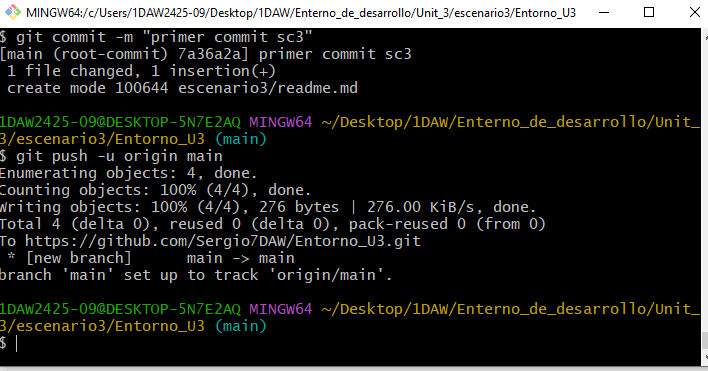 MINGW64:/c/Users/1DAW2425-09/Desktop/1DAW/Enterno_de_desarrollo/Unit_3/escenario3/Entorno_U3
$ git commit -m "primer commit sc3"
[main (root-commit) 7a36a2a] primer commit sc3
 1 file changed, 1 insertion(+)
 create mode 100644 escenario3/readme.md
1DAW2425-09@DESKTOP-5N7E2AQ MINGW64 ~/Desktop/1DAW/Enterno_de_desarrollo/Unit_
3/escenario3/Entorno_U3 (main)
$ git push -u origin main
Enumerating objects: 4, done.
Counting objects: 100% (4/4), done.
Writing objects: 100% (4/4), 276 bytes | 276.00 KiB/s, done.
Total 4 (delta 0), reused 0 (delta 0), pack-reused 0 (from 0)
To https://github.com/Sergio7DAW/Entorno_U3.git
 * [new branch]      main -> main
branch 'main' set up to track 'origin/main'.
1DAW2425-09@DESKTOP-5N7E2AQ MINGW64 ~/Desktop/1DAW/Enterno_de_desarrollo/Unit_
3/escenario3/Entorno_U3 (main)
$